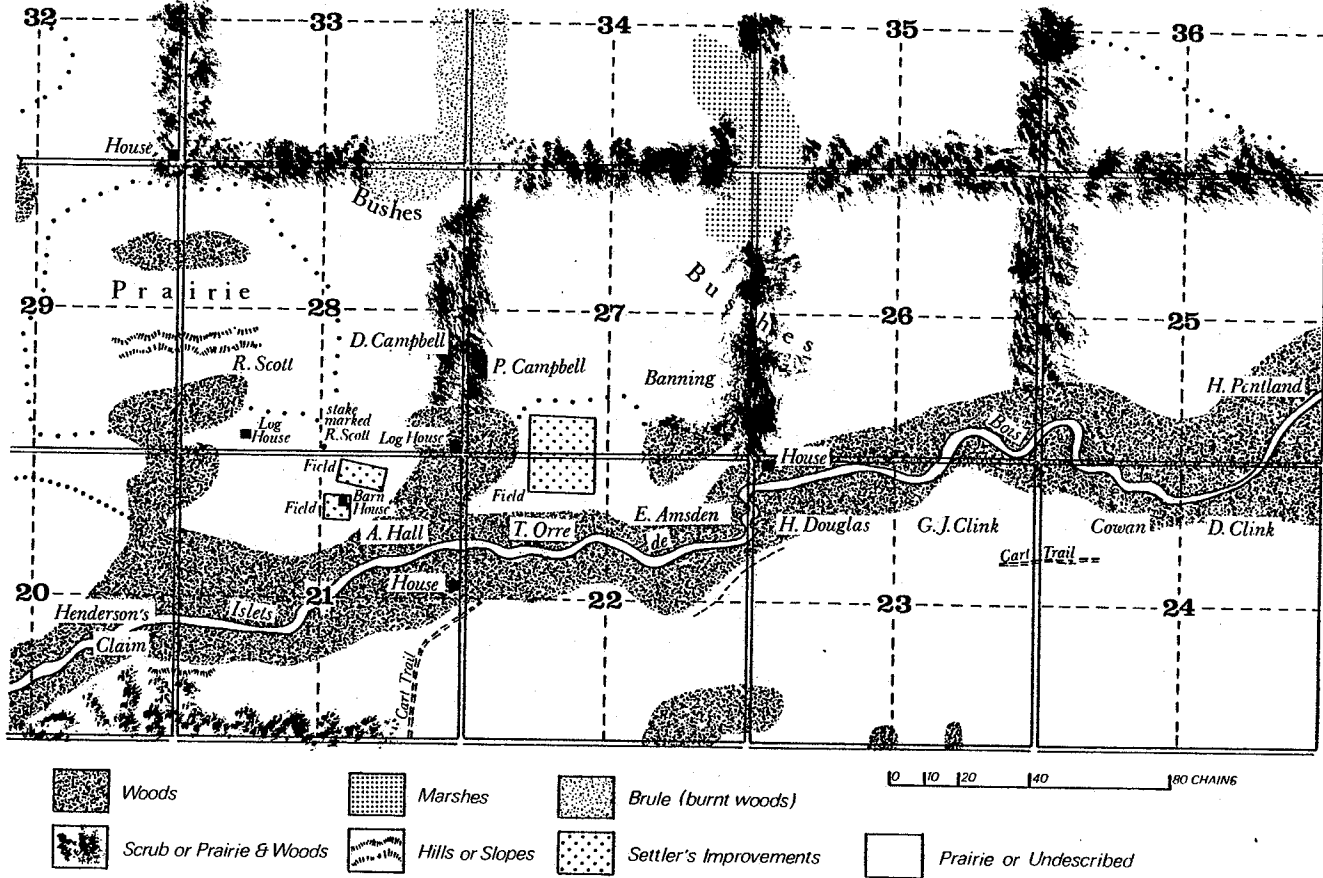 32 33 34 35 36
House
Bushes
Bushes
Prairie
29 28 27 26 25
D. Campbell
R. Scott
P. Campbell
Banning
H. Pentland
Log House
stake marked R. Scott
Log House
Bois
House
Field
Field
Barn
House
Field
E. Amsden
H. Douglas
G.J. Clink
Cowan
D. Clink
A. Hall
T. Orre
de
Cart Trail
House
20 21 22 23 24
Henderson's
Islets
Claim
Cart Trail
Woods
Marshes
Brule (burnt woods)
0 10 20 40 80 CHAINS
Scrub or Prairie & Woods
Hills or Slopes
Settler's Improvements
Prairie or Undescribed